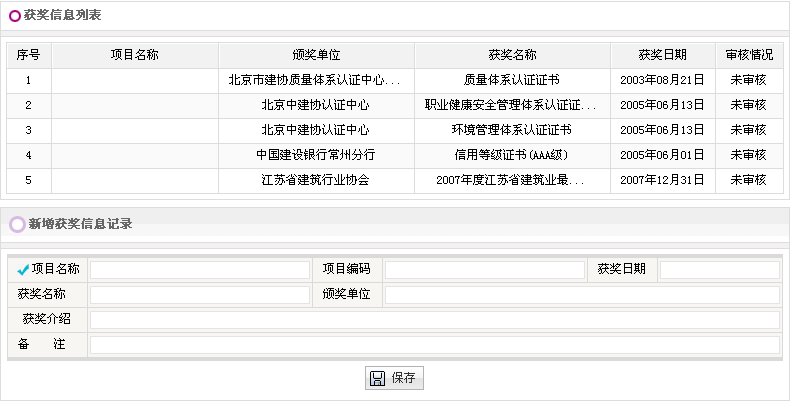 获奖信息列表
序号 项目名称 颁奖单位 获奖名称 获奖日期 审核情况
1 北京市建协质量体系认证中心... 质量体系认证证书 2003年08月21日 未审核
2 北京中建协认证中心 职业健康安全管理体系认证证... 2005年06月13日 未审核
3 北京中建协认证中心 环境管理体系认证证书 2005年06月13日 未审核
4 中国建设银行常州分行 信用等级证书(AAA级) 2005年06月01日 未审核
5 江苏省建筑行业协会 2007年度江苏省建筑业最... 2007年12月31日 未审核
新增获奖信息记录
项目名称 项目编码 获奖日期
获奖名称 颁奖单位
获奖介绍
备 注
保存